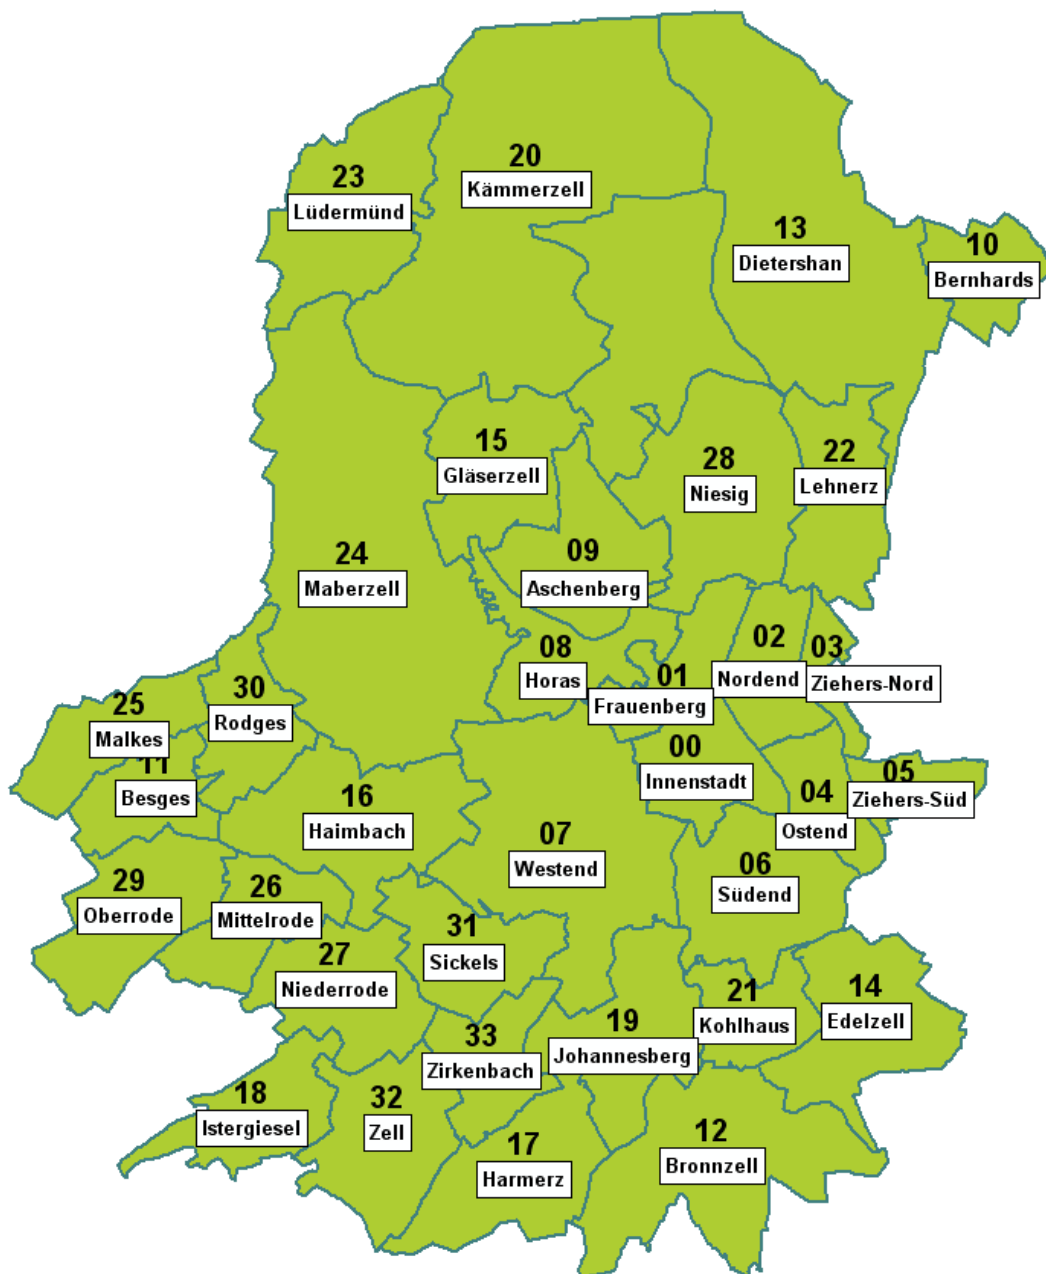 20
Kämmerzell
23
Lüdermünd
13
Dietershan
10
Bernhards
15
Gläserzell
28
Niesig
22
Lehnerz
24
Maberzell
09
Aschenberg
02
Nordend
03
Ziehers-Nord
08
Horas
01
Frauenberg
30
Rodges
25
Malkes
11
Besges
00
Innenstadt
05
Ziehers-Süd
16
Haimbach
04
Ostend
07
Westend
06
Südend
29
Oberrode
26
Mittelrode
31
Sickels
27
Niederrode
21
Kohlhaus
14
Edelzell
19
Johannesberg
33
Zirkenbach
18
Istergiesel
32
Zell
17
Harmerz
12
Bronnzell